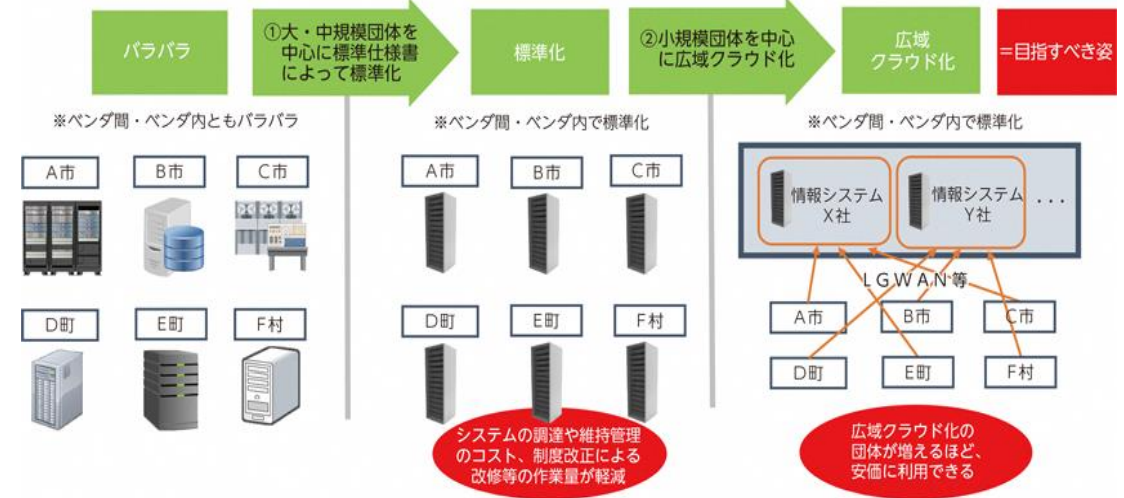 バラバラ
①大・中規模団体を
中心に標準仕様書
によって標準化
標準化
②小規模団体を中心
に広域クラウド化
広域
クラウド化
＝目指すべき姿
※ベンダ間・ベンダ内ともバラバラ
A市
B市
C市
D町
E町
F村
※ベンダ間・ベンダ内で標準化
A市
B市
C市
D町
E町
F村
システムの調達や維持管理
のコスト、制度改正による
改修等の作業量が軽減
※ベンダ間・ベンダ内で標準化
情報システム
X社
情報システム
Y社
...
LGWAN等
A市
B市
C市
D町
E町
F村
広域クラウド化の
団体が増えるほど、
安価に利用できる